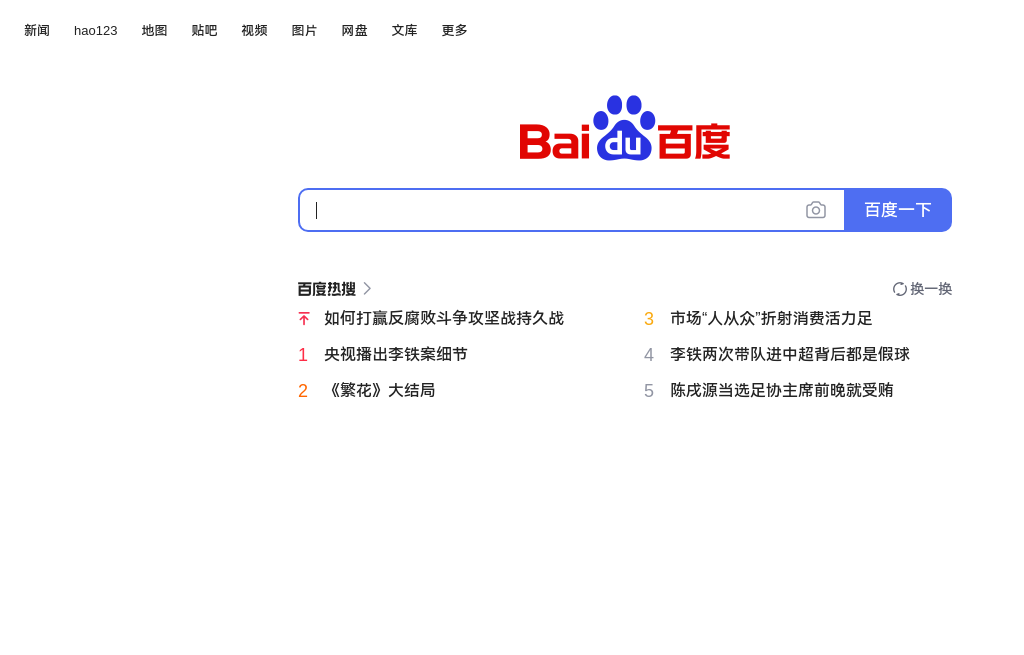 新闻 hao123 地图 贴吧 视频 图片 网盘 文库 更多
Bai du 百度
百度一下
百度热搜
换一换
如何打赢反腐败斗争攻坚战持久战
1 央视播出李铁案细节
2 《繁花》大结局
3 市场“人从众”折射消费活力足
4 李铁两次带队进中超背后都是假球
5 陈戌源当选足协主席前晚就受贿